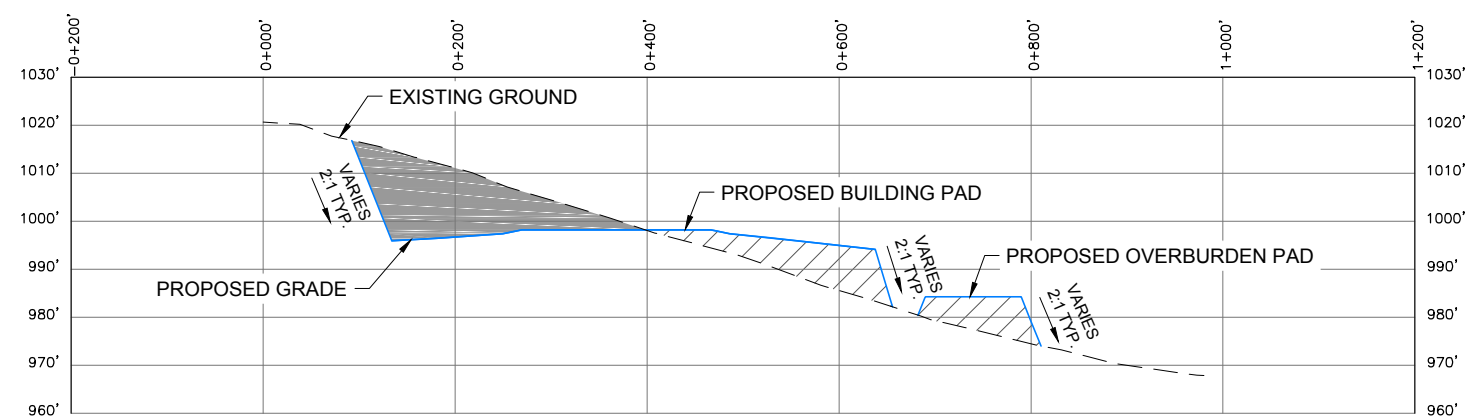 0+200'
0+000'
0+200'
0+400'
0+600'
0+800'
1+000'
1+200'
1030'
1030'
EXISTING GROUND
1020'
1020'
1010'
1010'
VARIES
2:1 TYP.
PROPOSED BUILDING PAD
1000'
1000'
VARIES
2:1 TYP.
PROPOSED OVERBURDEN PAD
990'
990'
PROPOSED GRADE
VARIES
2:1 TYP.
980'
980'
970'
970'
960'
960'